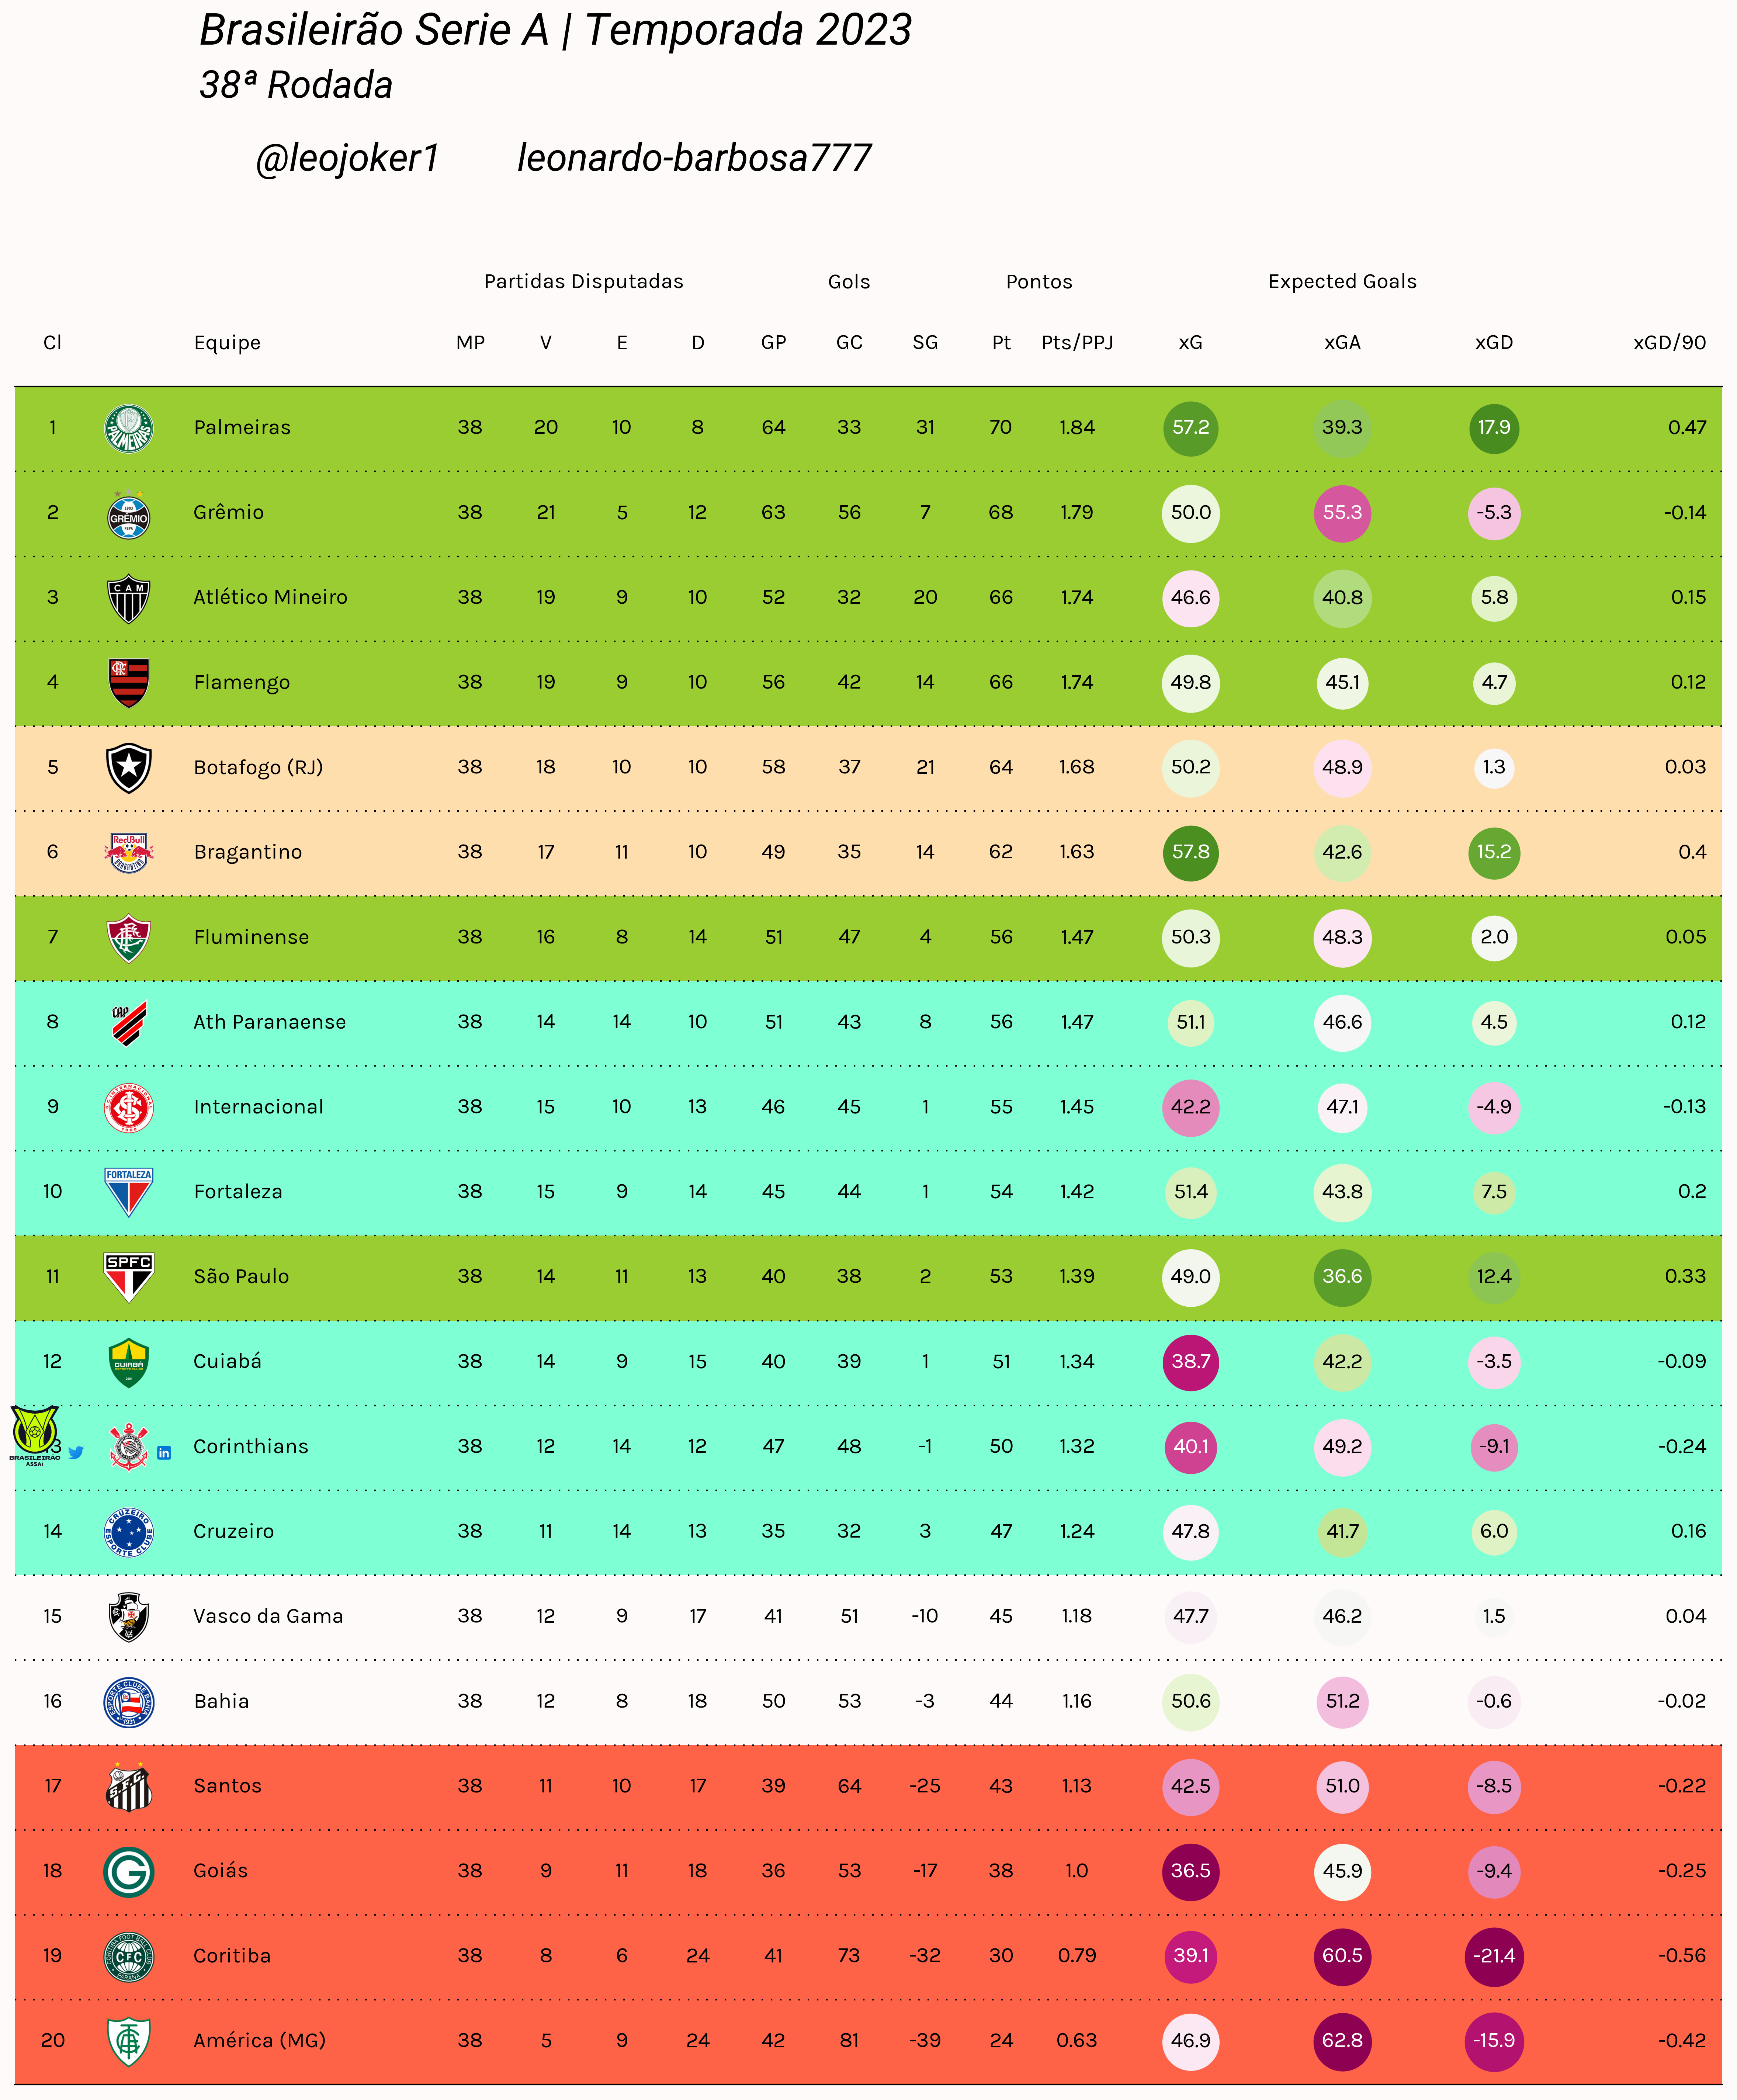 Brasileirão Serie A | Temporada 2023
38ª Rodada
@leojoker1 leonardo-barbosa777
Partidas Disputadas Gols Pontos Expected Goals
Cl Equipe MP V E D GP GC SG Pt Pts/PPJ xG xGA xGD xGD/90
1 PALMEIRAS Palmeiras 38 20 10 8 64 33 31 70 1.84 57.2 39.3 17.9 0.47
2 GRÊMIO Grêmio 38 21 5 12 63 56 7 68 1.79 50.0 55.3 -5.3 -0.14
3 CAM Atlético Mineiro 38 19 9 10 52 32 20 66 1.74 46.6 40.8 5.8 0.15
4 Flamengo 38 19 9 10 56 42 14 66 1.74 49.8 45.1 4.7 0.12
5 Botafogo (RJ) 38 18 10 10 58 37 21 64 1.68 50.2 48.9 1.3 0.03
6 RedBull BRAGANTINO Bragantino 38 17 11 10 49 35 14 62 1.63 57.8 42.6 15.2 0.4
7 Fluminense 38 16 8 14 51 47 4 56 1.47 50.3 48.3 2.0 0.05
8 CAP Ath Paranaense 38 14 14 10 51 43 8 56 1.47 51.1 46.6 4.5 0.12
9 Internacional 38 15 10 13 46 45 1 55 1.45 42.2 47.1 -4.9 -0.13
10 FORTALEZA Fortaleza 38 15 9 14 45 44 1 54 1.42 51.4 43.8 7.5 0.2
11 SPFC São Paulo 38 14 11 13 40 38 2 53 1.39 49.0 36.6 12.4 0.33
12 CUIABÁ Cuiabá 38 14 9 15 40 39 1 51 1.34 38.7 42.2 -3.5 -0.09
BRASILEIRÃO ASSAÍ Corinthians 38 12 14 12 47 48 -1 50 1.32 40.1 49.2 -9.1 -0.24
14 CRUZEIRO ESPORTE CLUBE Cruzeiro 38 11 14 13 35 32 3 47 1.24 47.8 41.7 6.0 0.16
15 Vasco da Gama 38 12 9 17 41 51 -10 45 1.18 47.7 46.2 1.5 0.04
16 ESPORTE CLUBE BAHIA 1931 Bahia 38 12 8 18 50 53 -3 44 1.16 50.6 51.2 -0.6 -0.02
17 Santos 38 11 10 17 39 64 -25 43 1.13 42.5 51.0 -8.5 -0.22
18 G Goiás 38 9 11 18 36 53 -17 38 1.0 36.5 45.9 -9.4 -0.25
19 CFC Coritiba 38 8 6 24 41 73 -32 30 0.79 39.1 60.5 -21.4 -0.56
20 América (MG) 38 5 9 24 42 81 -39 24 0.63 46.9 62.8 -15.9 -0.42